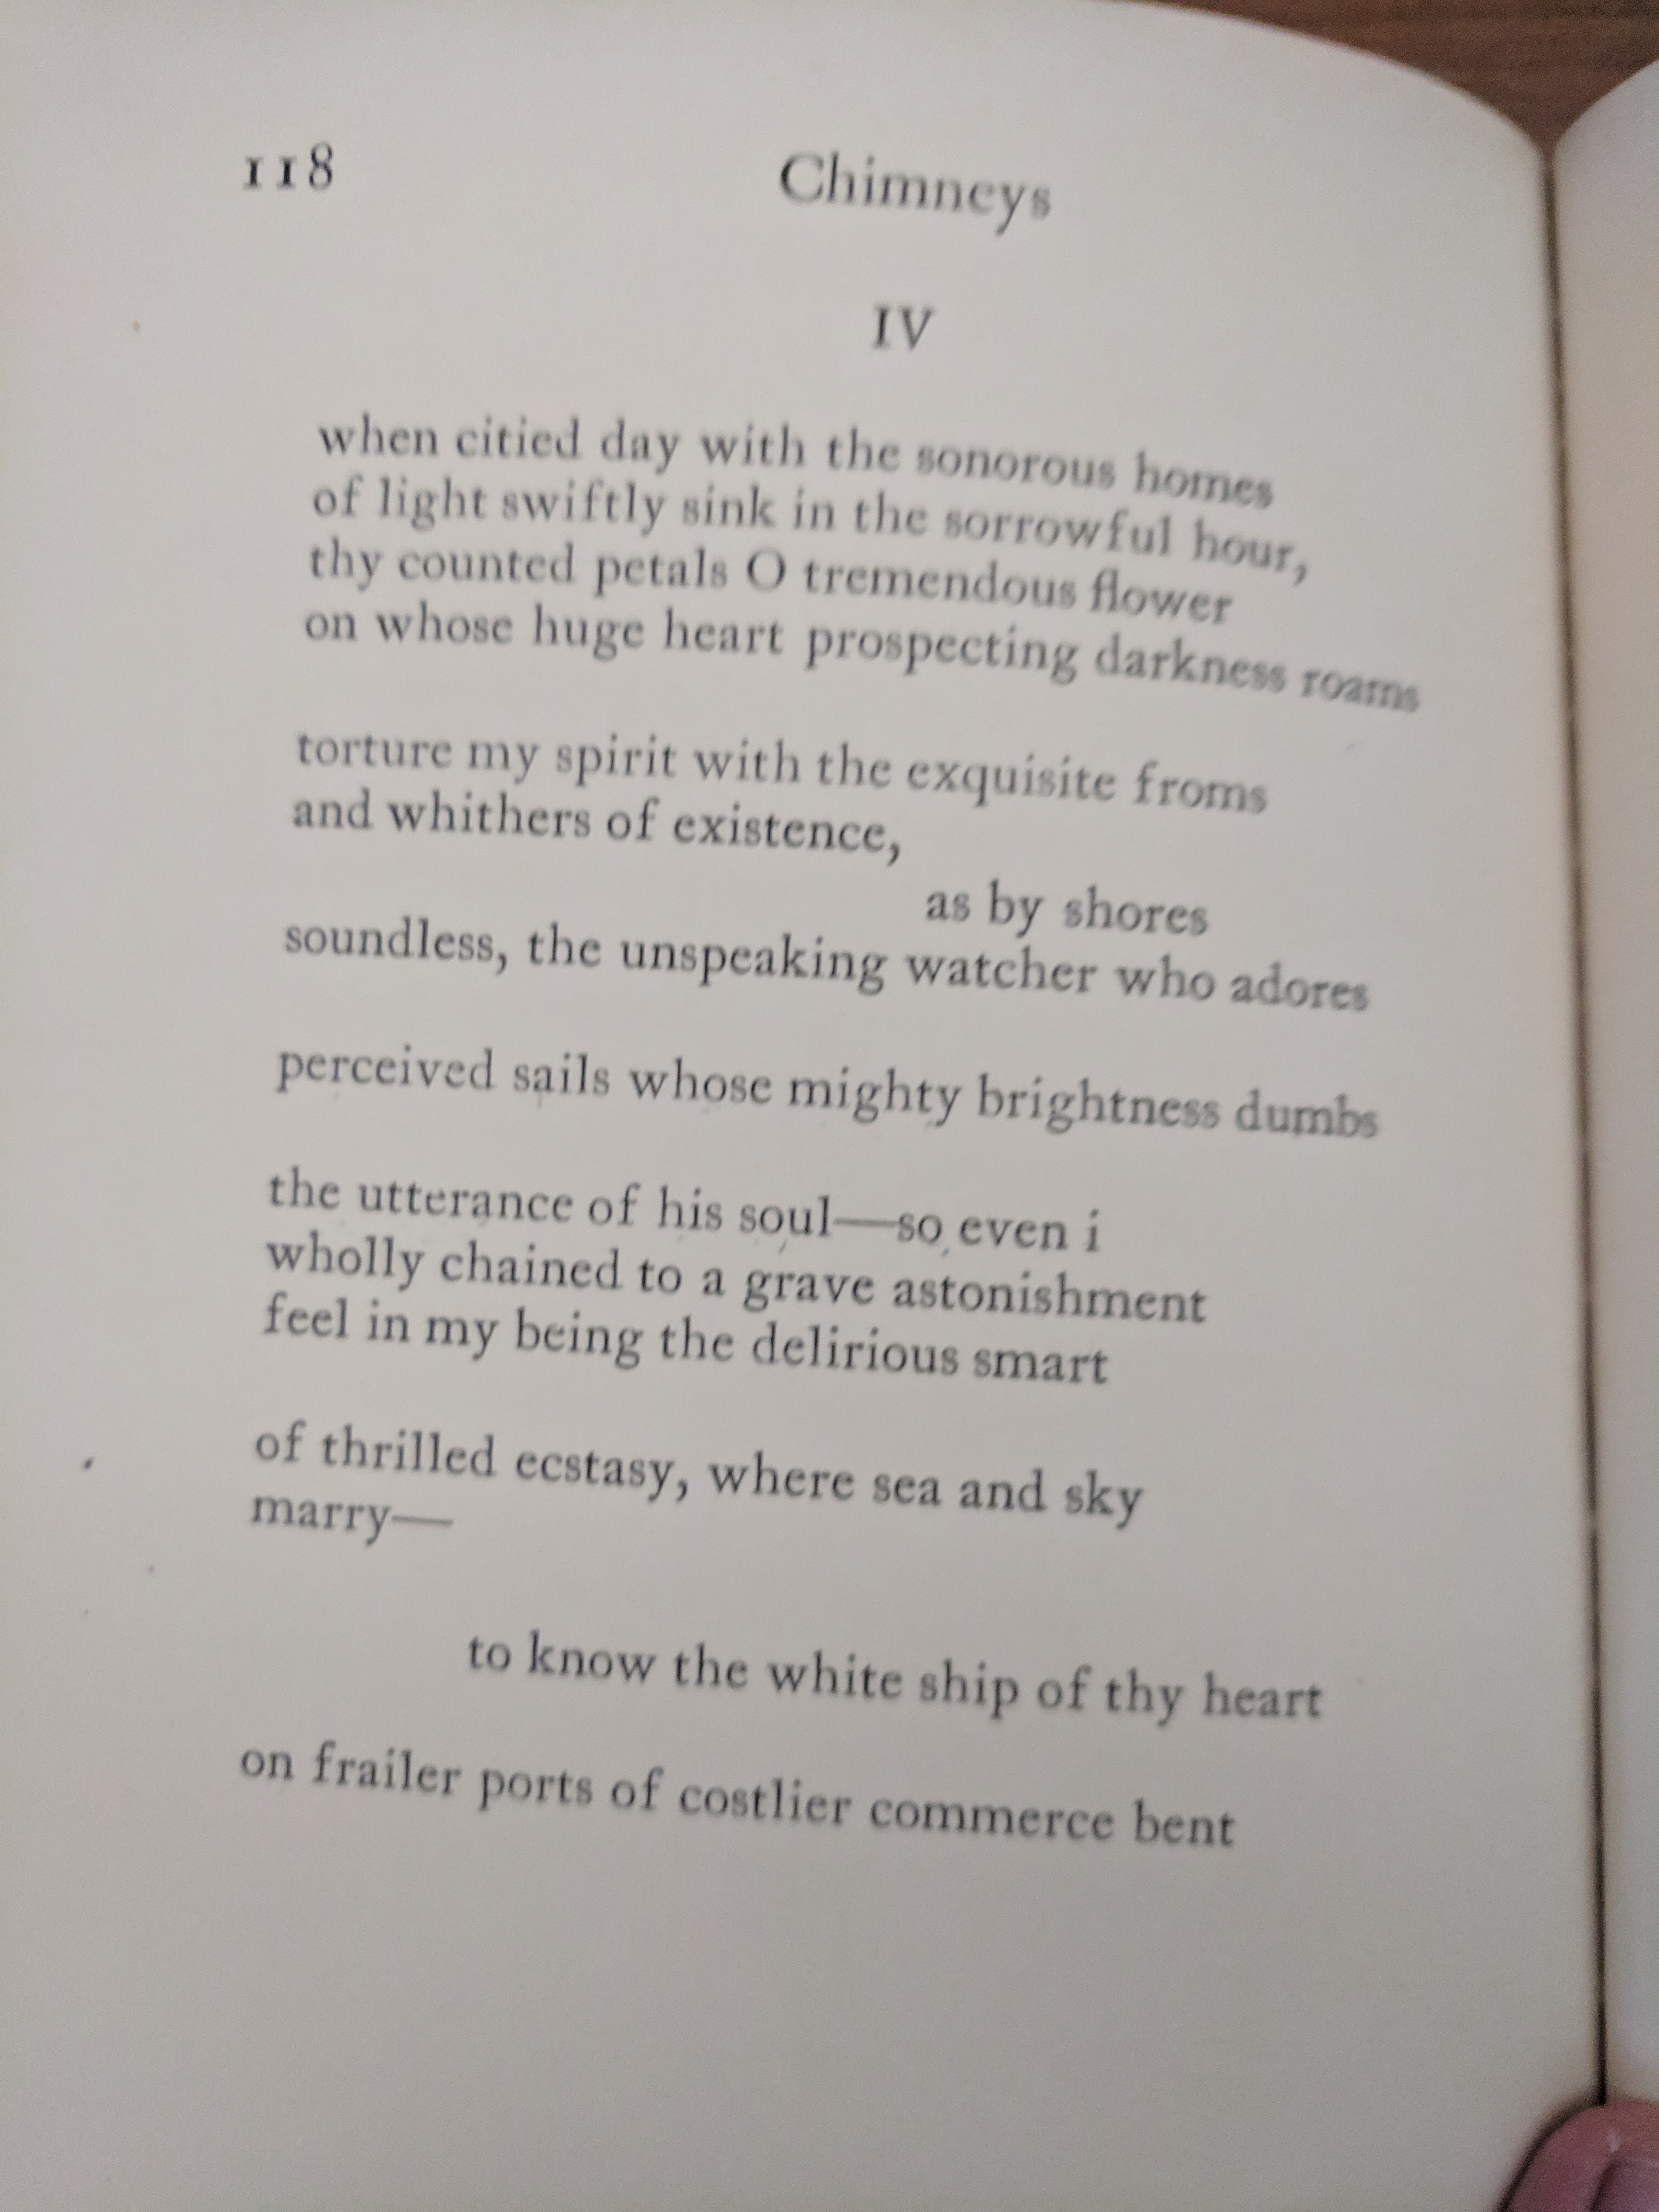 118 Chimneys
IV
when citied day with the sonorous homes
of light swiftly sink in the sorrowful hour,
thy counted petals O tremendous flower
on whose huge heart prospecting darkness roams
torture my spirit with the exquisite froms
and whithers of existence,
as by shores
soundless, the unspeaking watcher who adores
perceived sails whose mighty brightness dumbs
the utterance of his soul—so even i
wholly chained to a grave astonishment
feel in my being the delirious smart
of thrilled ecstasy, where sea and sky
marry—
to know the white ship of thy heart
on frailer ports of costlier commerce bent